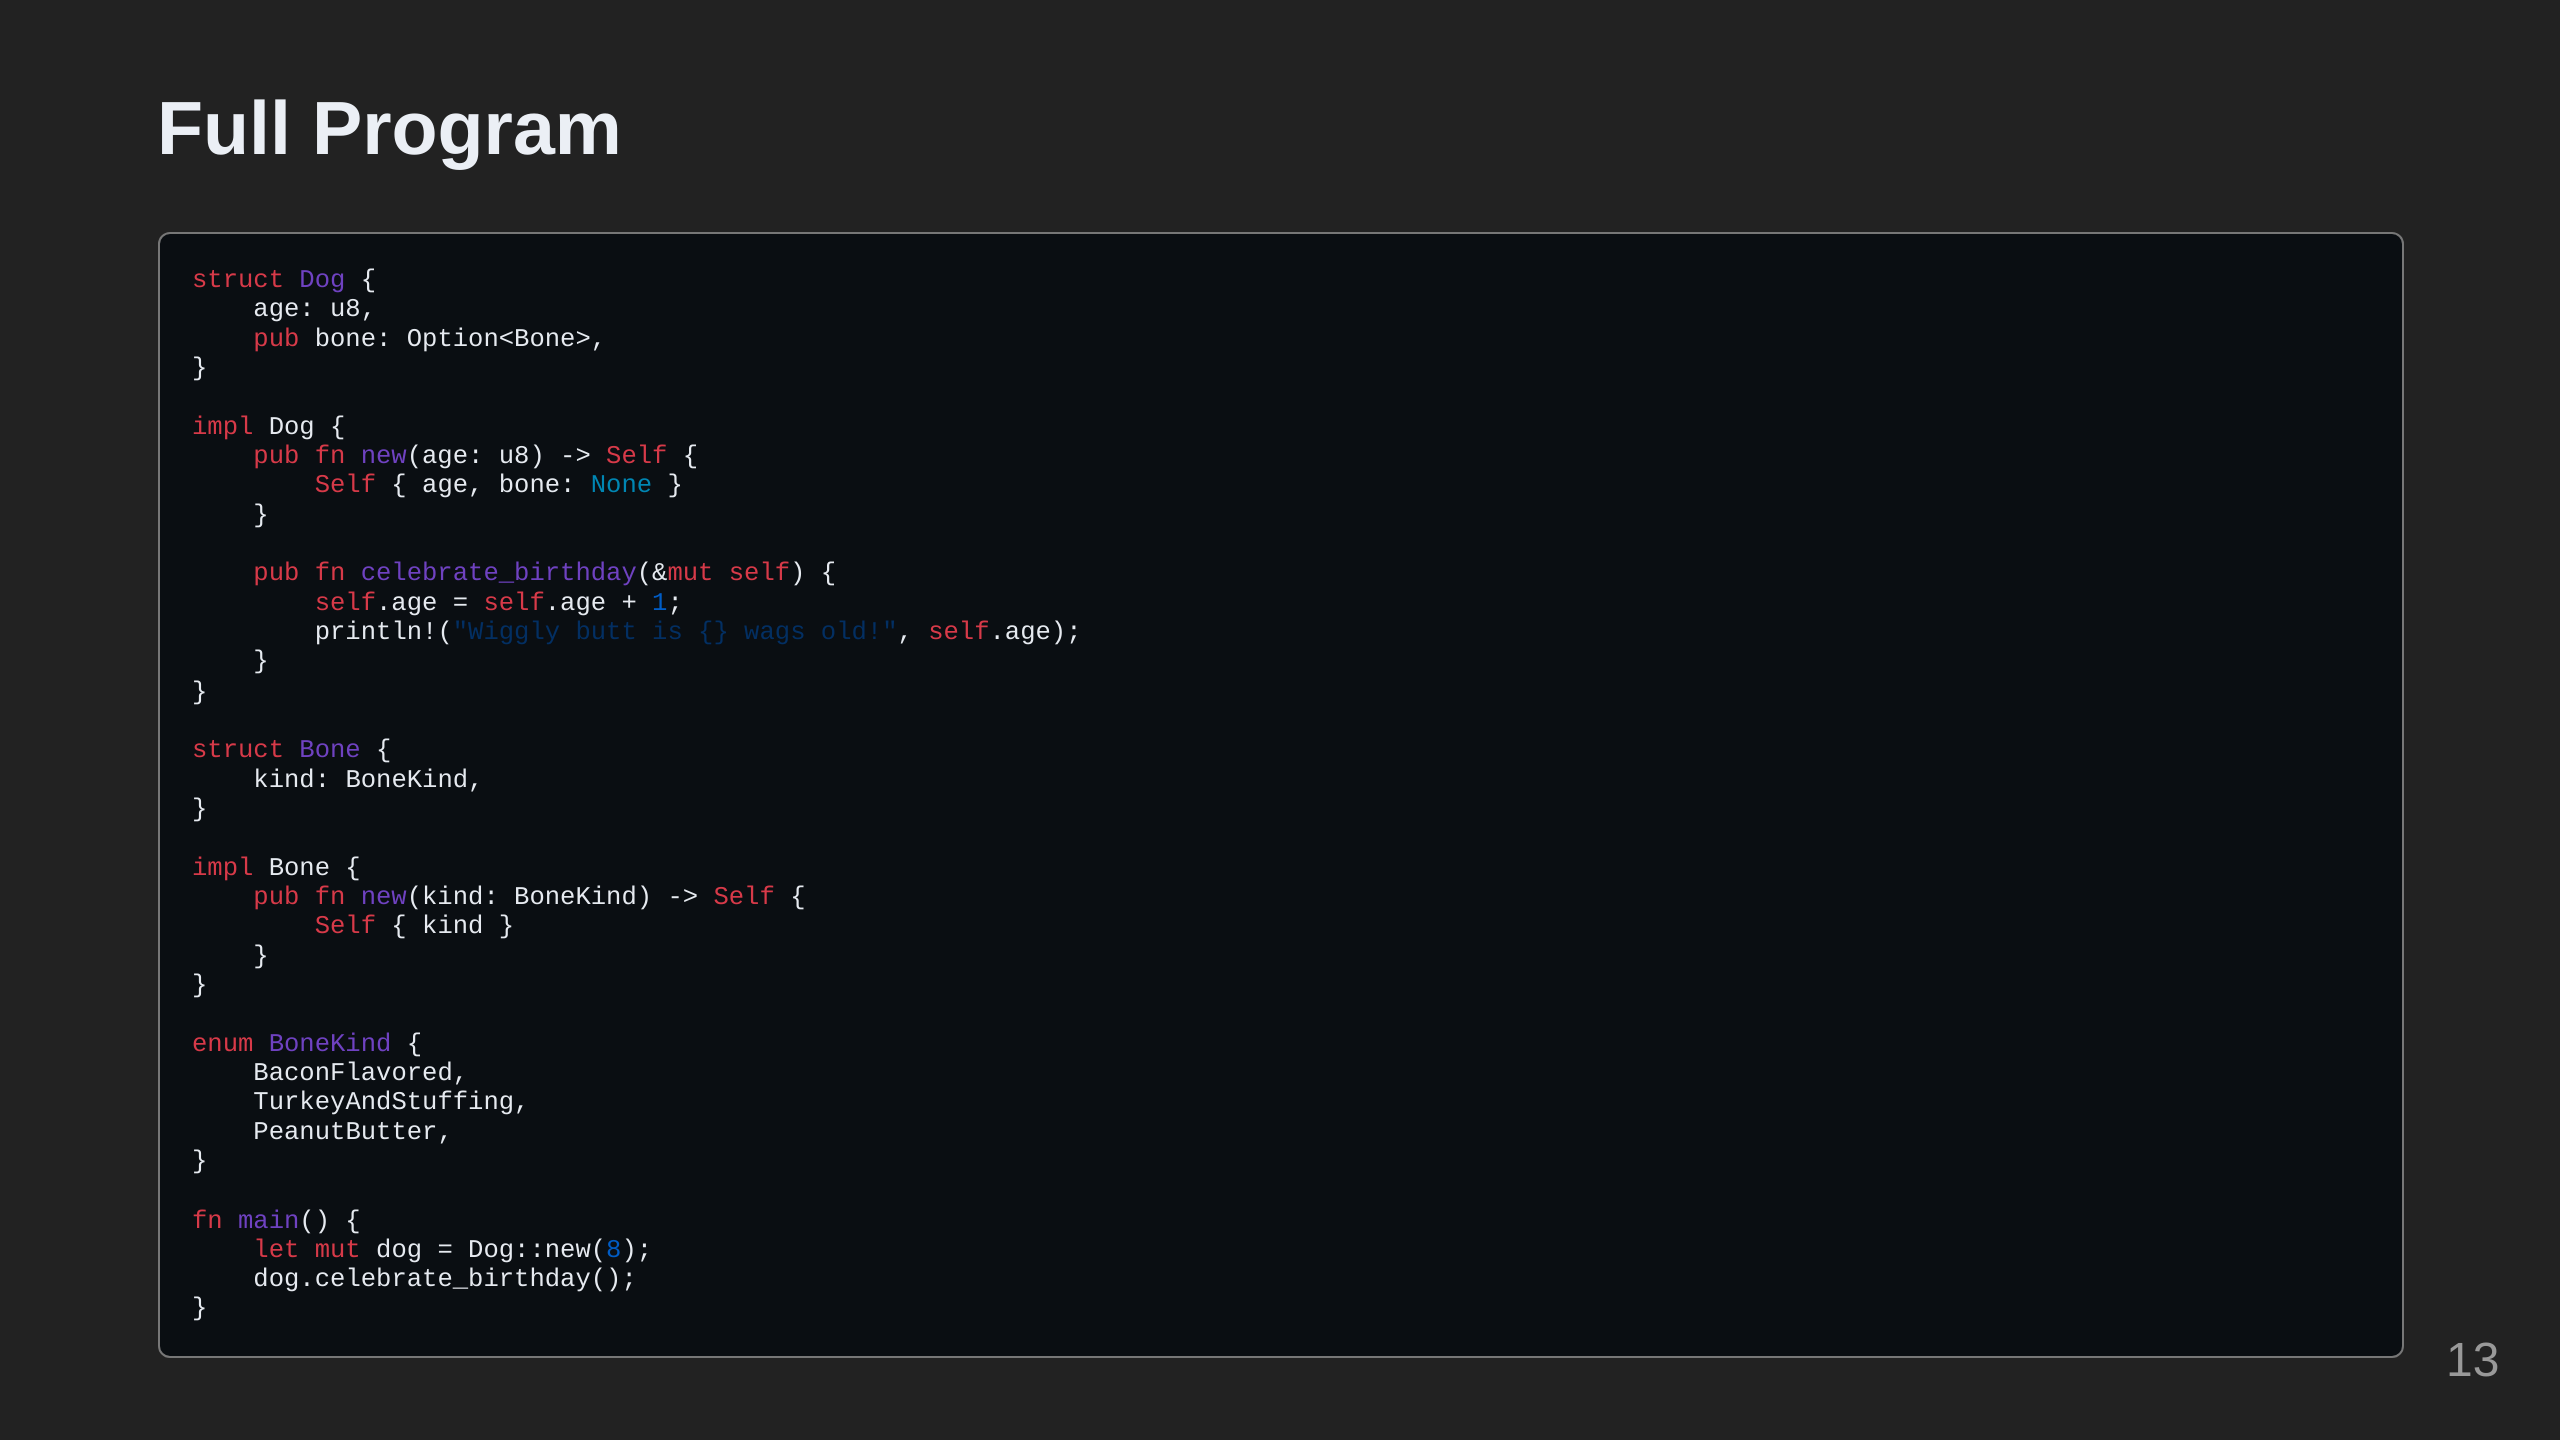 Full Program
struct Dog {
    age: u8,
    pub bone: Option<Bone>,
}

impl Dog {
    pub fn new(age: u8) -> Self {
        Self { age, bone: None }
    }

    pub fn celebrate_birthday(&mut self) {
        self.age = self.age + 1;
        println!("Wiggly butt is {} wags old!", self.age);
    }
}

struct Bone {
    kind: BoneKind,
}

impl Bone {
    pub fn new(kind: BoneKind) -> Self {
        Self { kind }
    }
}

enum BoneKind {
    BaconFlavored,
    TurkeyAndStuffing,
    PeanutButter,
}

fn main() {
    let mut dog = Dog::new(8);
    dog.celebrate_birthday();
}
13